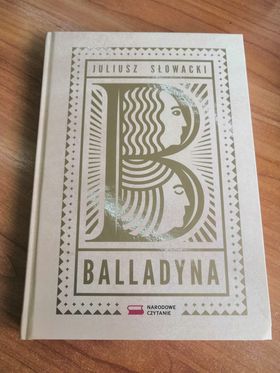 JULIUSZ SŁOWACKI
B
BALLADYNA
NARODOWE
CZYTANIE